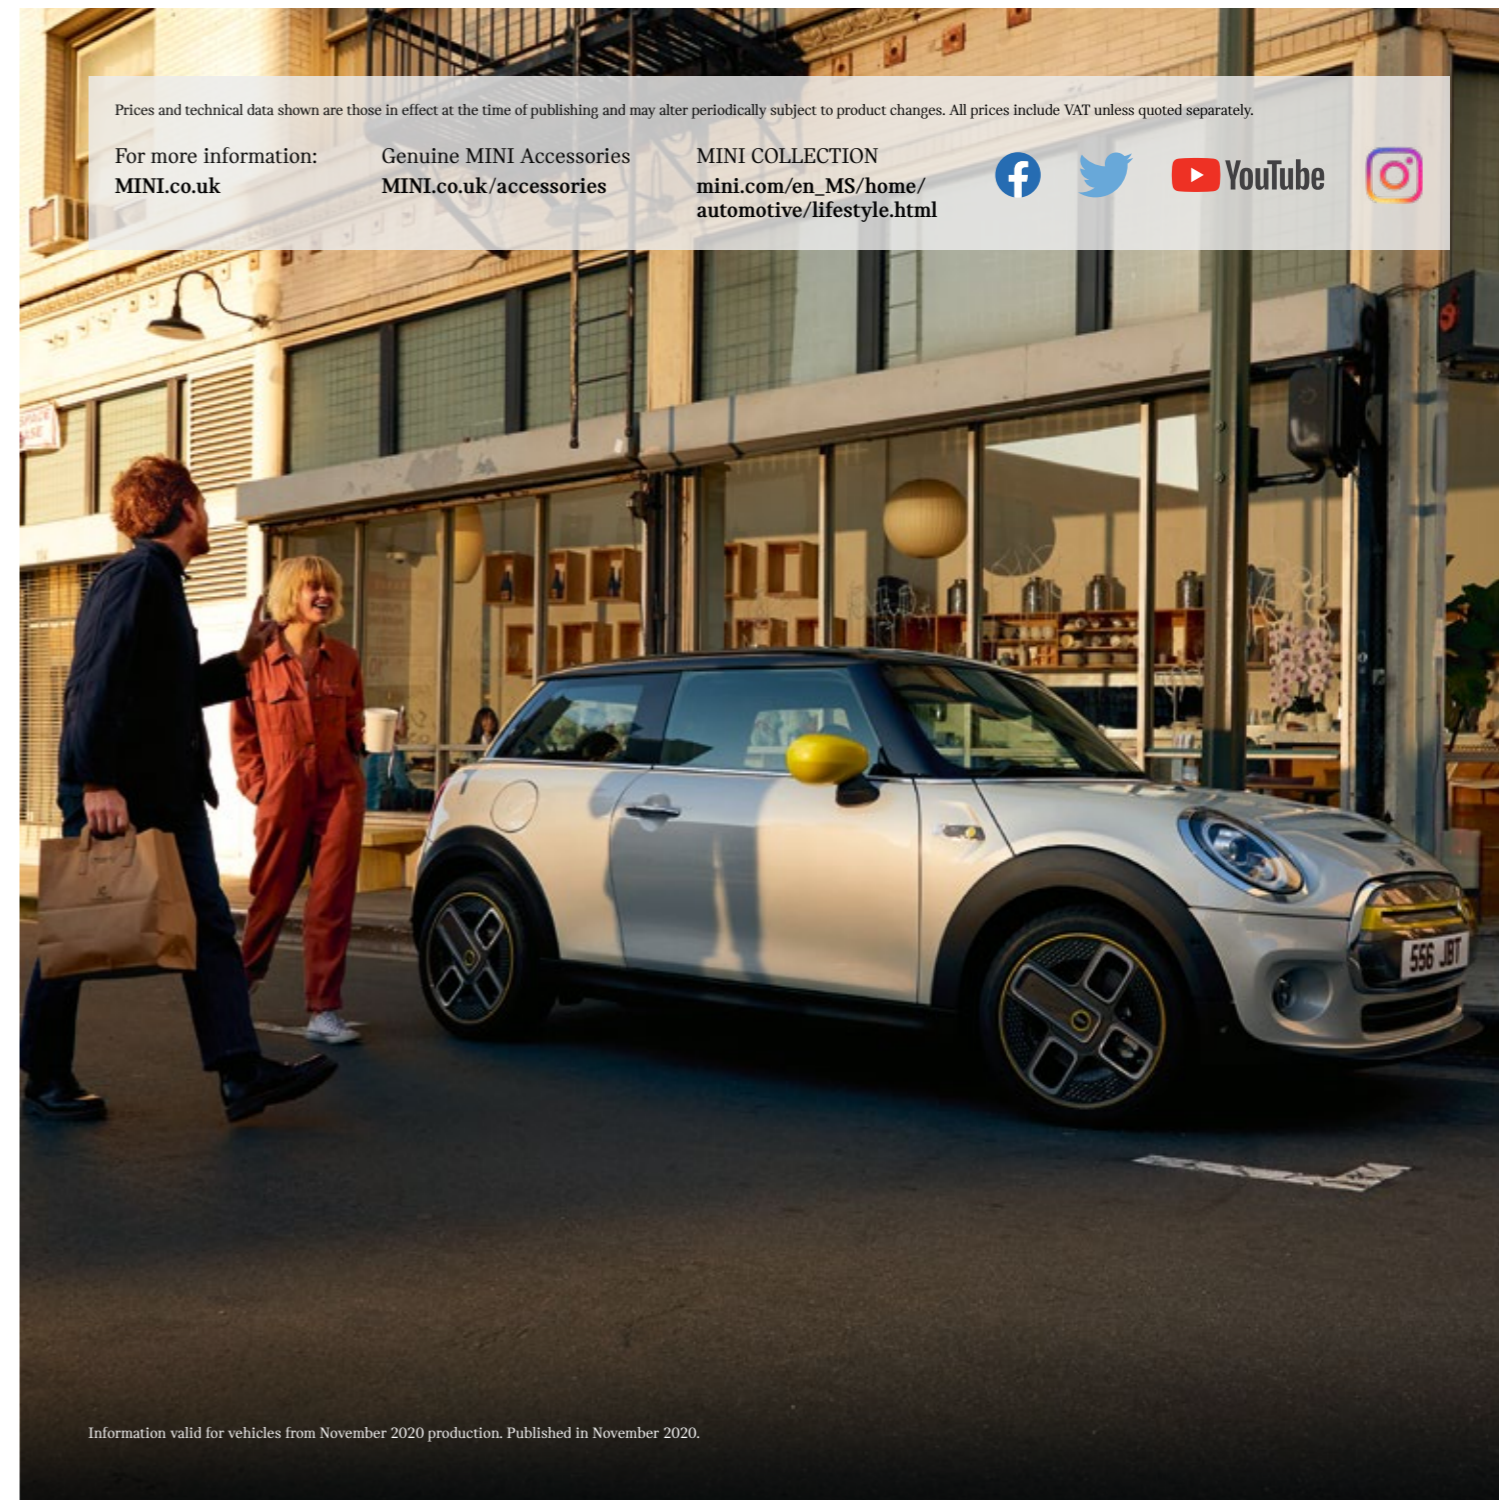 Prices and technical data shown are those in effect at the time of publishing and may alter periodically subject to product changes. All prices include VAT unless quoted separately.
For more information:
MINI.co.uk
Genuine MINI Accessories
MINI.co.uk/accessories
MINI COLLECTION
mini.com/en_MS/home/
automotive/lifestyle.html
YouTube
556 JBT
Information valid for vehicles from November 2020 production. Published in November 2020.